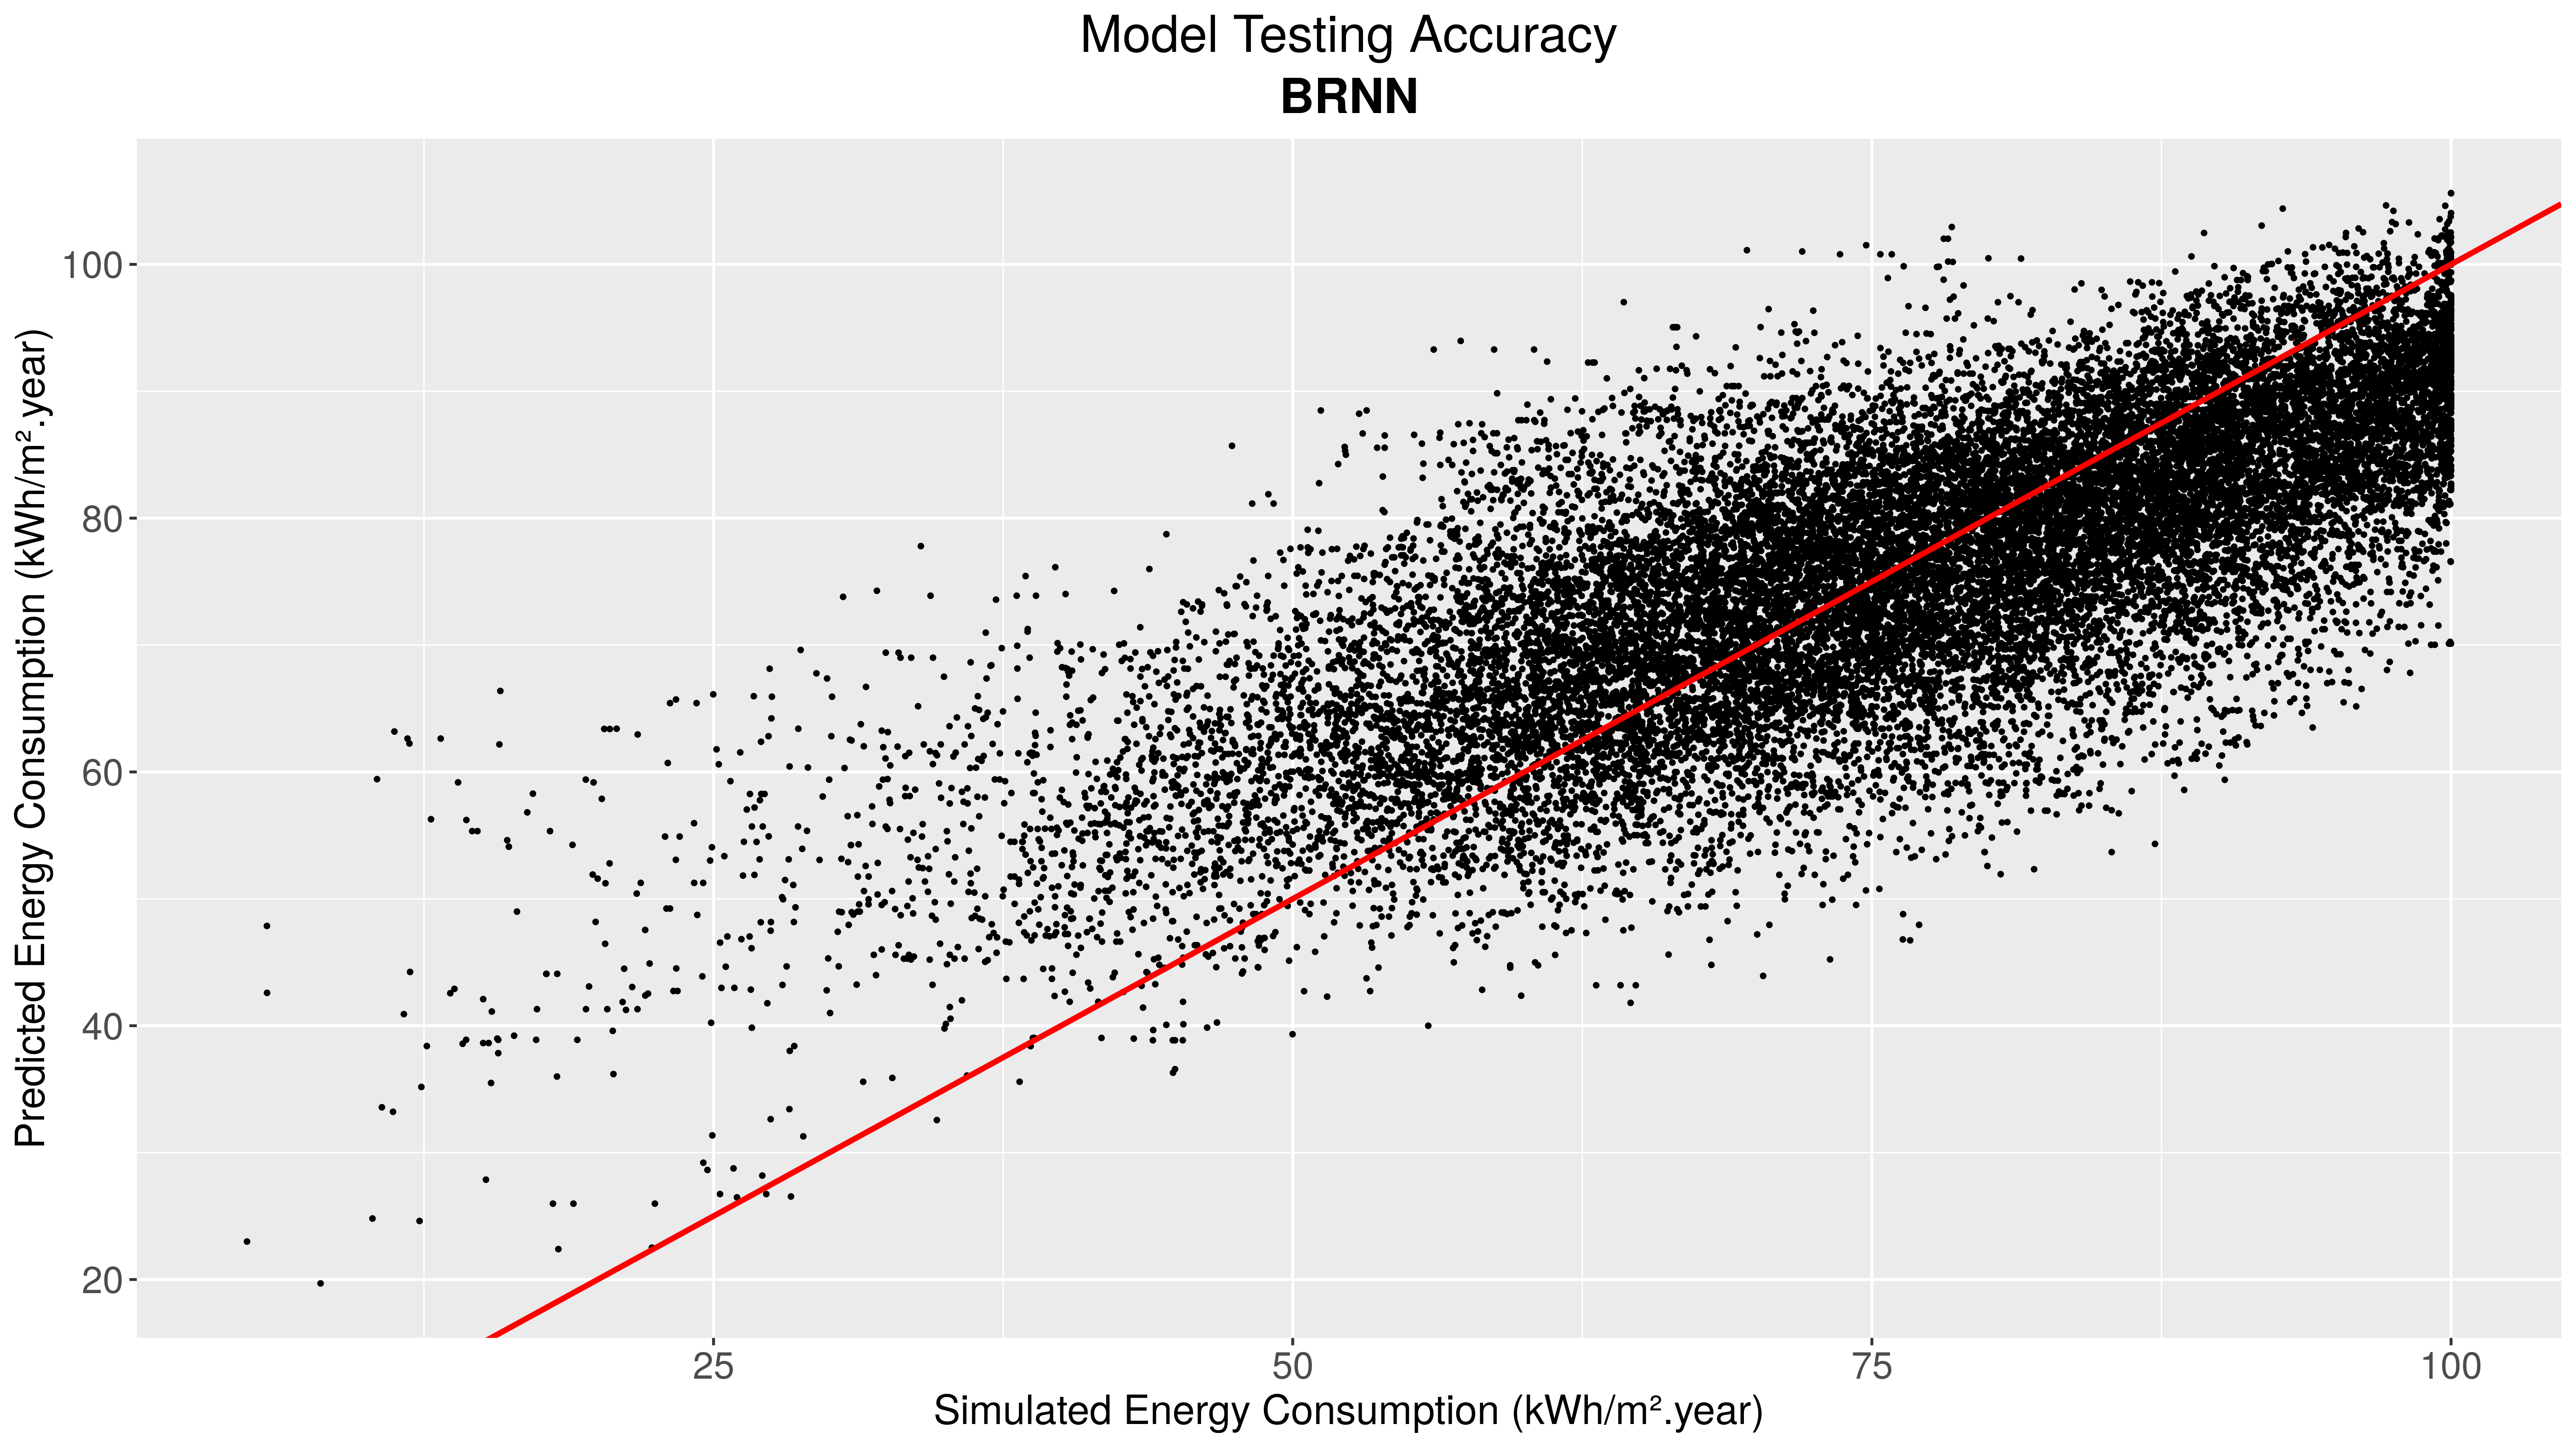 Model Testing Accuracy
BRNN
Predicted Energy Consumption (kWh/m².year)
100
80
60
40
20
25 50 75 100
Simulated Energy Consumption (kWh/m².year)